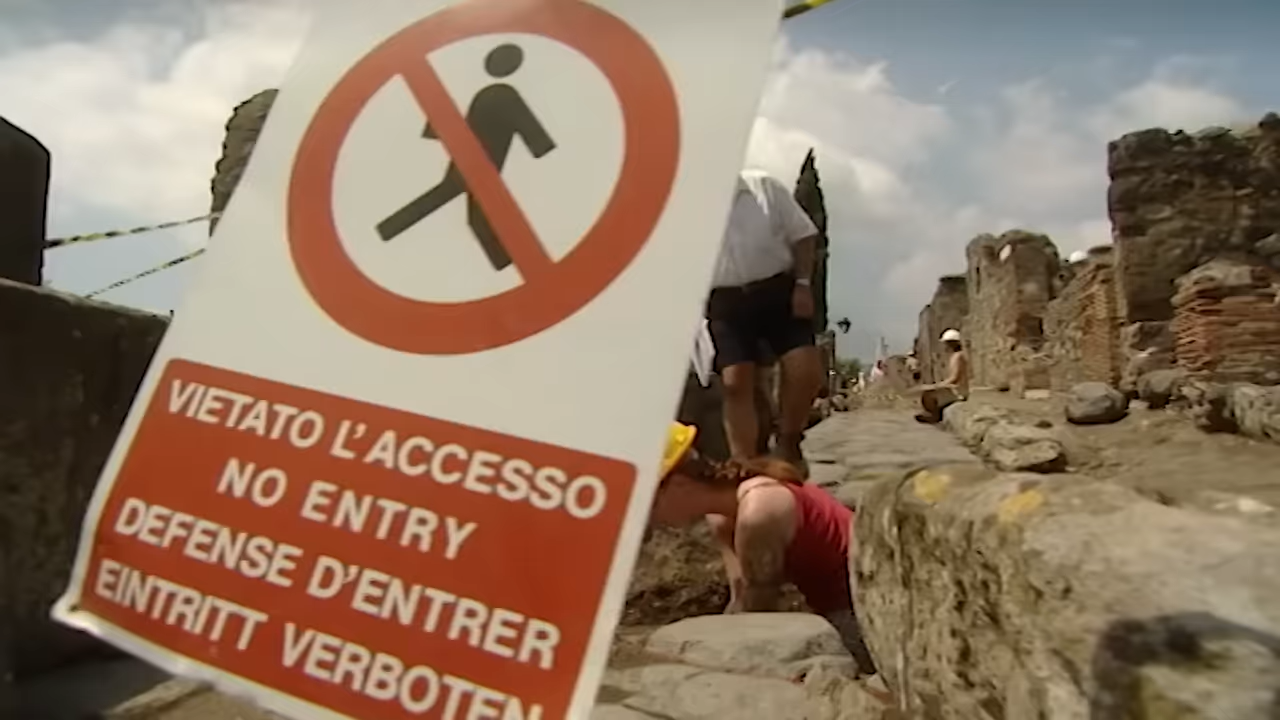 VIETATO L'ACCESSO
NO ENTRY
DEFENSE D'ENTRER
EINTRITT VERBOTEN